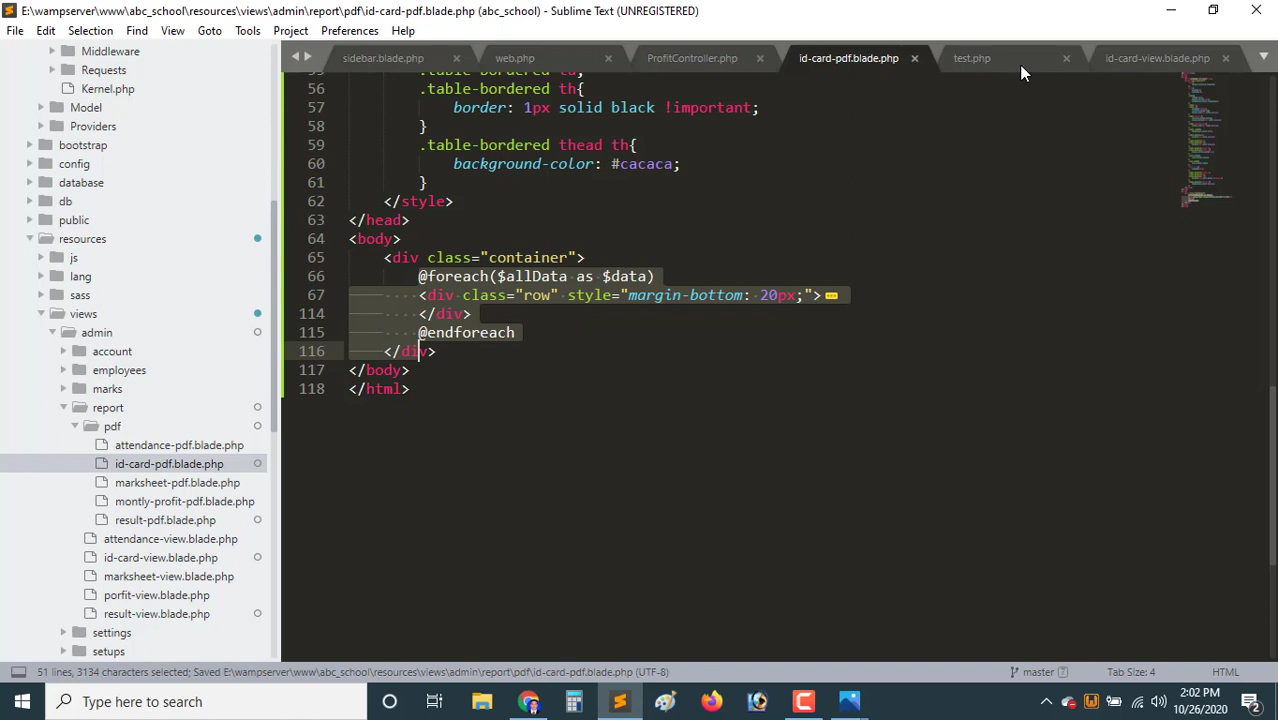 E:\wampserver\www\abc_school\resources\views\admin\report\pdf\id-card-pdf.blade.php (abc_school) - Sublime Text (UNREGISTERED)
File Edit Selection Find View Goto Tools Project Preferences Help
sidebar.blade.php × web.php × ProfitController.php × id-card-pdf.blade.php × test.php × id-card-view.blade.php ×
Middleware
Requests
Kernel.php
Model
Providers
bootstrap
config
database
db
public
resources
js
lang
sass
views
admin
account
employees
marks
report
pdf
attendance-pdf.blade.php
id-card-pdf.blade.php
marksheet-pdf.blade.php
montly-profit-pdf.blade.php
result-pdf.blade.php
attendance-view.blade.php
id-card-view.blade.php
marksheet-view.blade.php
porfit-view.blade.php
result-view.blade.php
settings
setups
56 .table-bordered th{
57 border: 1px solid black !important;
58 }
59 .table-bordered thead th{
60 background-color: #cacaca;
61 }
62 </style>
63 </head>
64 <body>
65 <div class="container">
66 @foreach($allData as $data)
67 <div class="row" style="margin-bottom: 20px;">
114 </div>
115 @endforeach
116 </div>
117 </body>
118 </html>
51 lines, 3134 characters selected; Saved E:\wampserver\www\abc_school\resources\views\admin\report\pdf\id-card-pdf.blade.php (UTF-8) master 7 Tab Size: 4 HTML
Type here to search
2:02 PM
10/26/2020
2